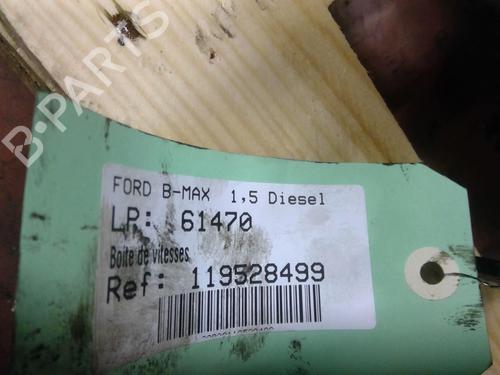 B-PARTS
FORD B-MAX 1,5 Diesel
LP: 61470
Boite de vitesses
Ref: 119528499